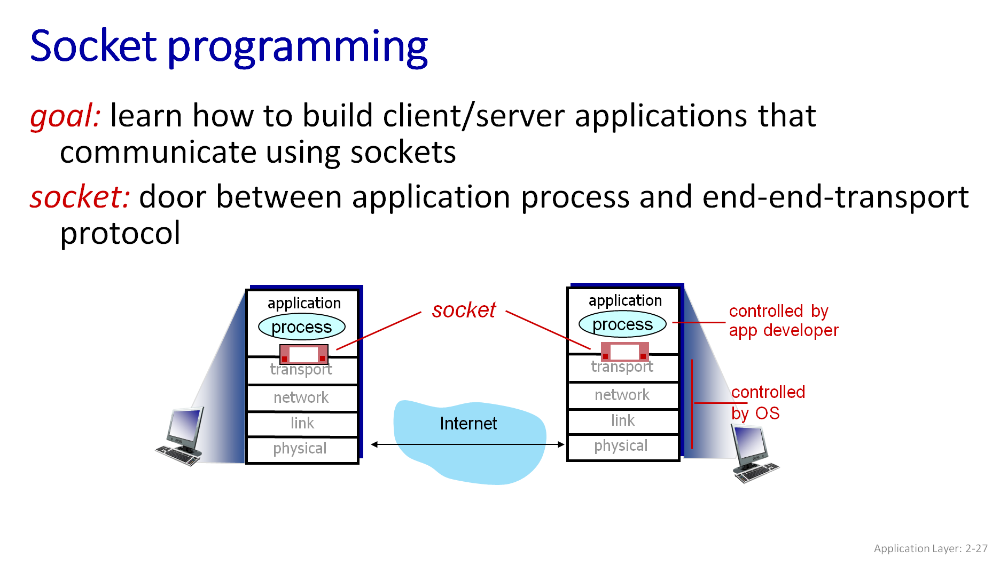 Socket programming
goal: learn how to build client/server applications that
communicate using sockets
socket: door between application process and end-end-transport
protocol
application
process
transport
network
link
physical
socket
Internet
application
process
transport
network
link
physical
controlled by
app developer
controlled
by OS
Application Layer: 2-27